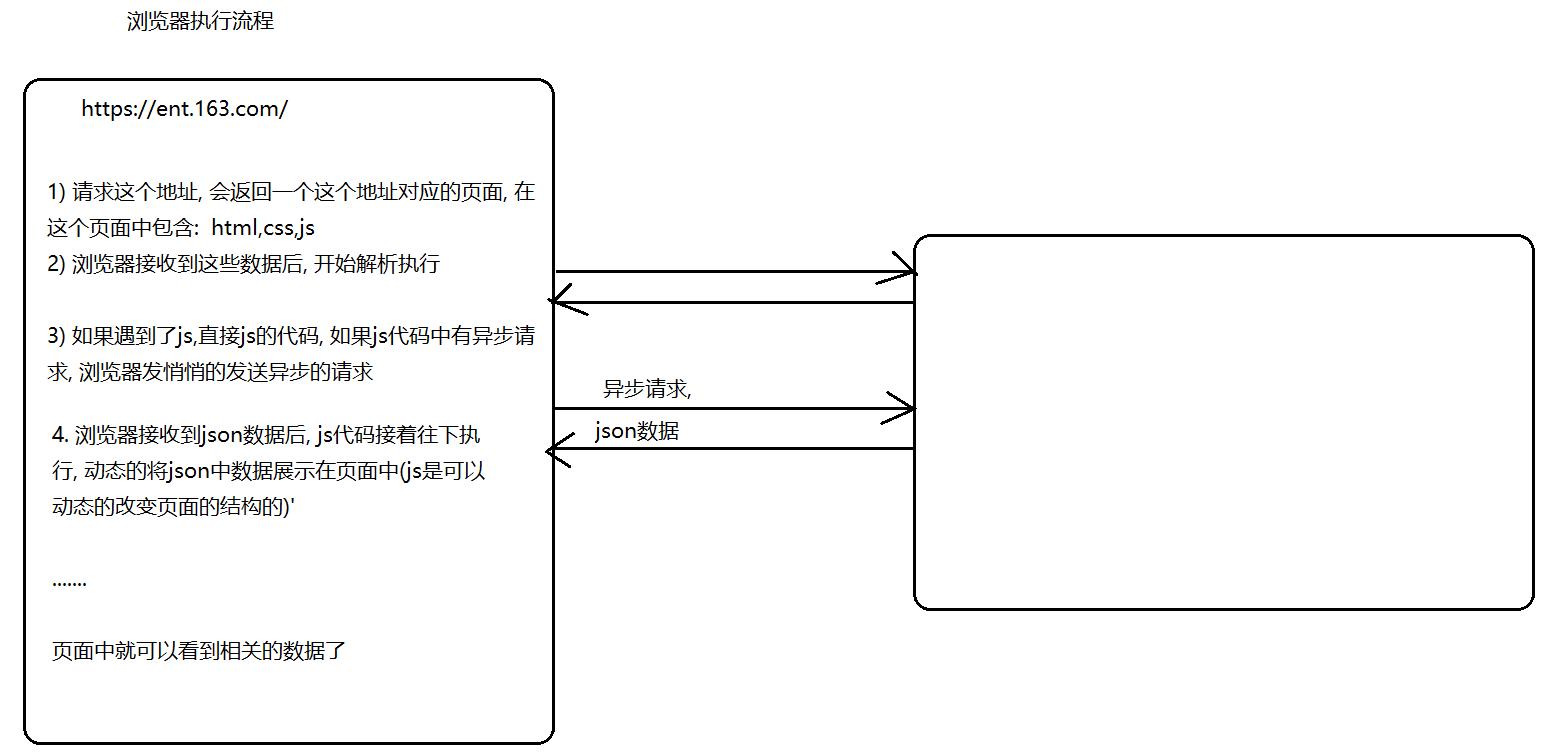 浏览器执行流程
https://ent.163.com/
1) 请求这个地址, 会返回一个这个地址对应的页面, 在
这个页面中包含:  html,css,js
2) 浏览器接收到这些数据后, 开始解析执行
3) 如果遇到了js,直接js的代码, 如果js代码中有异步请
求, 浏览器发悄悄的发送异步的请求
异步请求,
json数据
4. 浏览器接收到json数据后, js代码接着往下执
行, 动态的将json中数据展示在页面中(js是可以
动态的改变页面的结构的)'
.......
页面中就可以看到相关的数据了